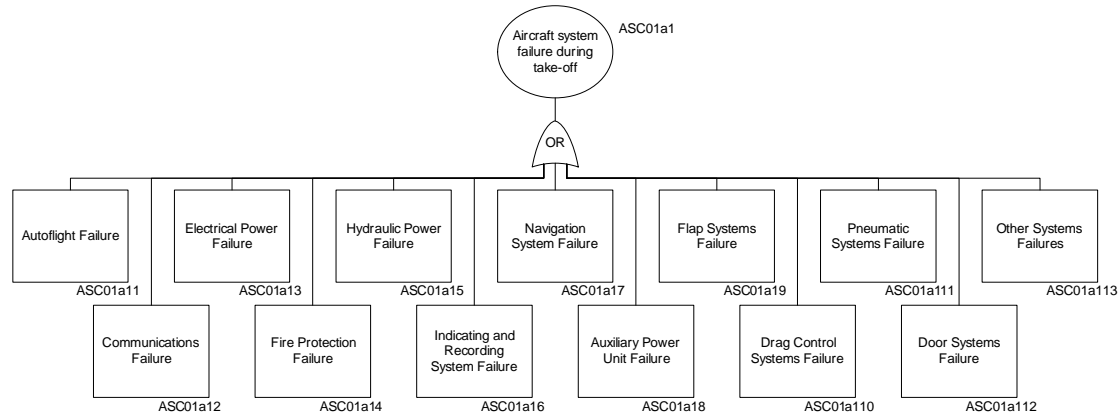 Aircraft system
failure during
take-off
ASC01a1
OR
Autoflight Failure
ASC01a11
Electrical Power
Failure
ASC01a13
Hydraulic Power
Failure
ASC01a15
Navigation
System Failure
ASC01a17
Flap Systems
Failure
ASC01a19
Pneumatic
Systems Failure
ASC01a111
Other Systems
Failures
ASC01a113
Communications
Failure
ASC01a12
Fire Protection
Failure
ASC01a14
Indicating and
Recording
System Failure
ASC01a16
Auxiliary Power
Unit Failure
ASC01a18
Drag Control
Systems Failure
ASC01a110
Door Systems
Failure
ASC01a112